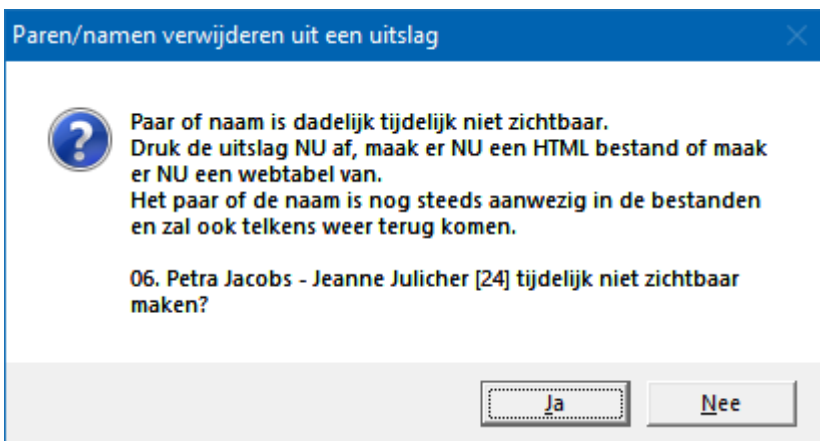 Paren/namen verwijderen uit een uitslag
Paar of naam is dadelijk tijdelijk niet zichtbaar.
Druk de uitslag NU af, maak er NU een HTML bestand of maak
er NU een webtabel van.
Het paar of de naam is nog steeds aanwezig in de bestanden
en zal ook telkens weer terug komen.
06. Petra Jacobs - Jeanne Julicher [24] tijdelijk niet zichtbaar
maken?
Ja
Nee